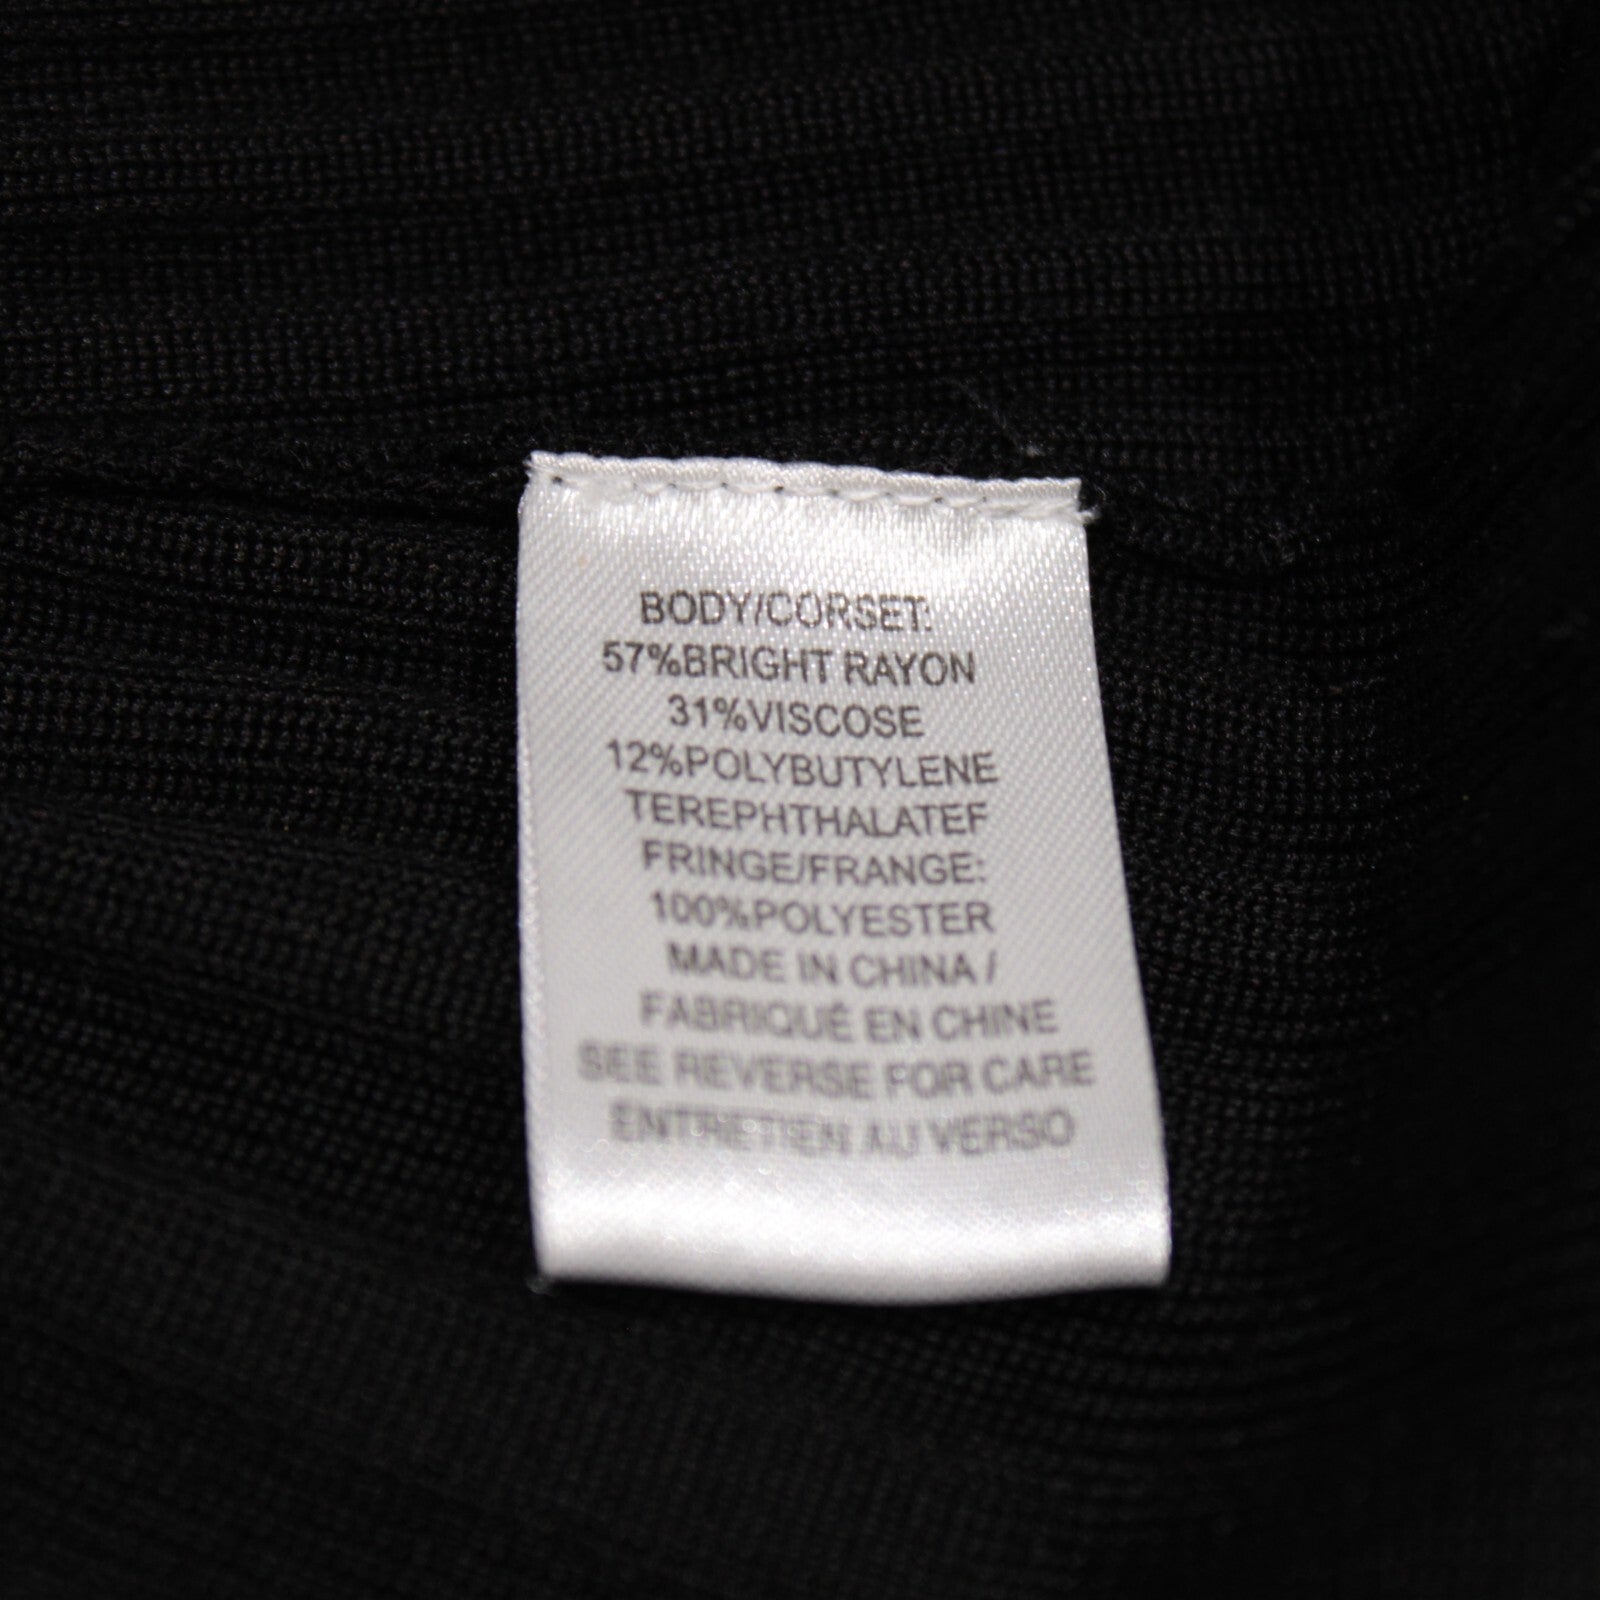 BODY/CORSET:
57%BRIGHT RAYON
31%VISCOSE
12%POLYBUTYLENE
TEREPHTHALATEF
FRINGE/FRANGE:
100%POLYESTER
MADE IN CHINA /
FABRIQUÉ EN CHINE
SEE REVERSE FOR CARE
ENTRETIEN AU VERSO